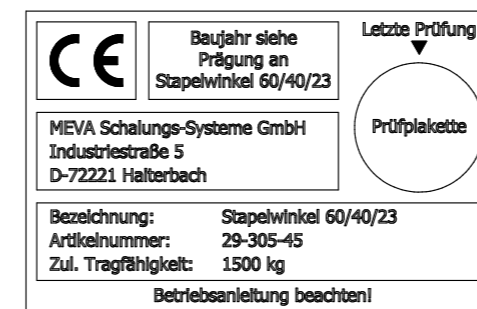 CE
Baujahr siehe
Prägung an
Stapelwinkel 60/40/23
Letzte Prüfung
Prüfplakette
MEVA Schalungs-Systeme GmbH
Industriestraße 5
D-72221 Haiterbach
Bezeichnung: Stapelwinkel 60/40/23
Artikelnummer: 29-305-45
Zul. Tragfähigkeit: 1500 kg
Betriebsanleitung beachten!